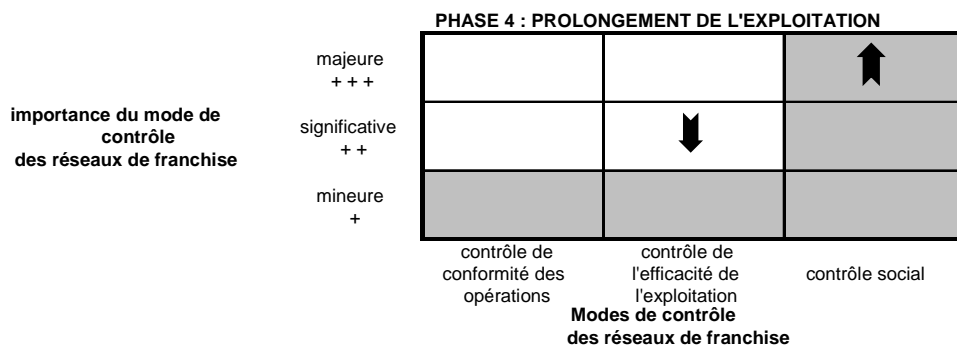 PHASE 4 : PROLONGEMENT DE L'EXPLOITATION
majeure
+ + +
importance du mode de
contrôle
des réseaux de franchise
significative
+ +
mineure
+
contrôle de
conformité des
opérations
contrôle de
l'efficacité de
l'exploitation
contrôle social
Modes de contrôle
des réseaux de franchise